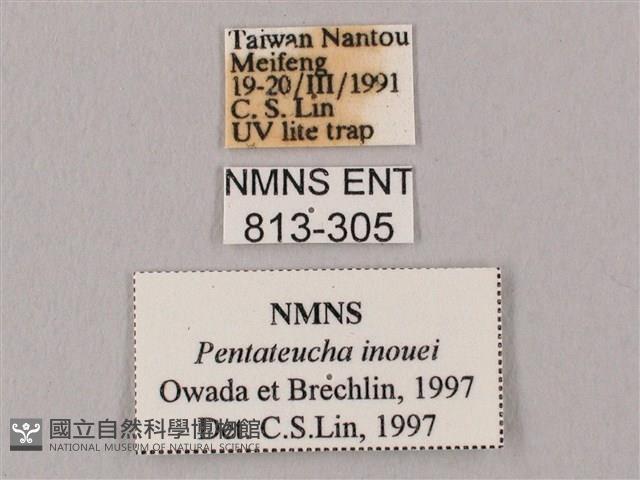 Taiwan Nantou
Meifeng
19-20/III/1991
C. S. Lin
UV lite trap
NMNS ENT
813-305
NMNS
Pentateucha inouei
Owada et Brechlin, 1997
Det. C.S.Lin, 1997
國立自然科學博物館
NATIONAL MUSEUM OF NATURAL SCIENCE